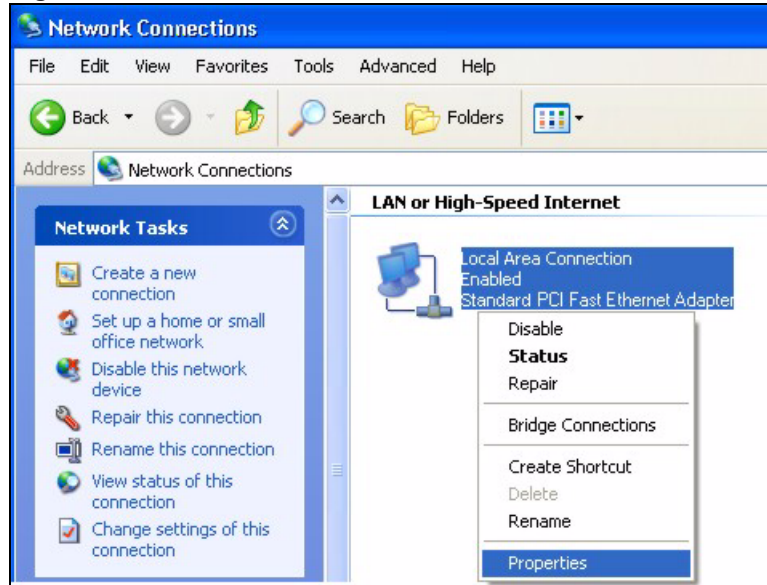 Network Connections
File Edit View Favorites Tools Advanced Help
Back Search Folders
Address Network Connections
Network Tasks
Create a new
connection
Set up a home or small
office network
Disable this network
device
Repair this connection
Rename this connection
View status of this
connection
Change settings of this
connection
LAN or High-Speed Internet
Local Area Connection
Enabled
Standard PCI Fast Ethernet Adapter
Disable
Status
Repair
Bridge Connections
Create Shortcut
Delete
Rename
Properties